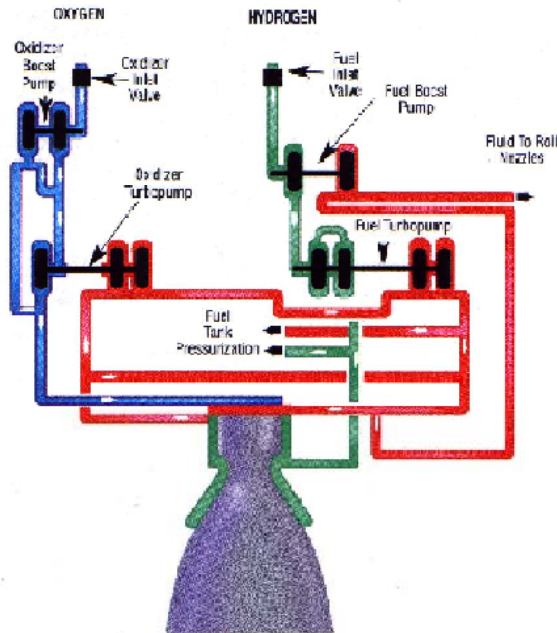 OXYGEN
HYDROGEN
Oxidizer
Boost
Pump
Oxidizer
Inlet
Valve
Fuel
Inlet
Valve
Fuel Boost
Pump
Fluid To Roll
Nozzles
Oxidizer
Turbopump
Fuel Turbopump
Fuel
Tank
Pressurization